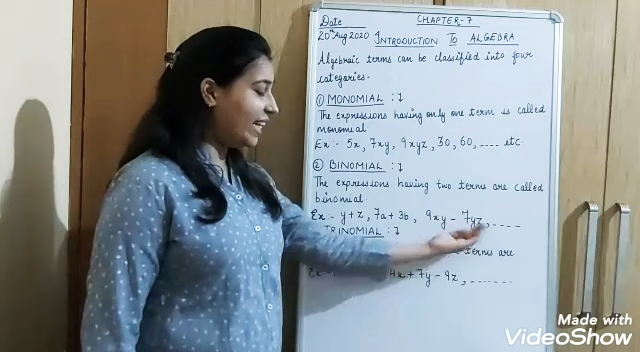 Date
CHAPTER-7
20th Aug 2020 INTRODUCTION TO ALGEBRA
Algebraic terms can be classified into four
categories-
① MONOMIAL : ↴
The expressions having only one term is called
monomial
Ex:- 5x, 7xy, 9xyz, 30, 60, .... etc
② BINOMIAL : ↴
The expressions having two terms are called
binomial
Ex- y+z, 7a+3b, 9xy - 7yz, ....
TRINOMIAL : ↴
terms are
4x+7y-9z, .......
Made with
VideoShow